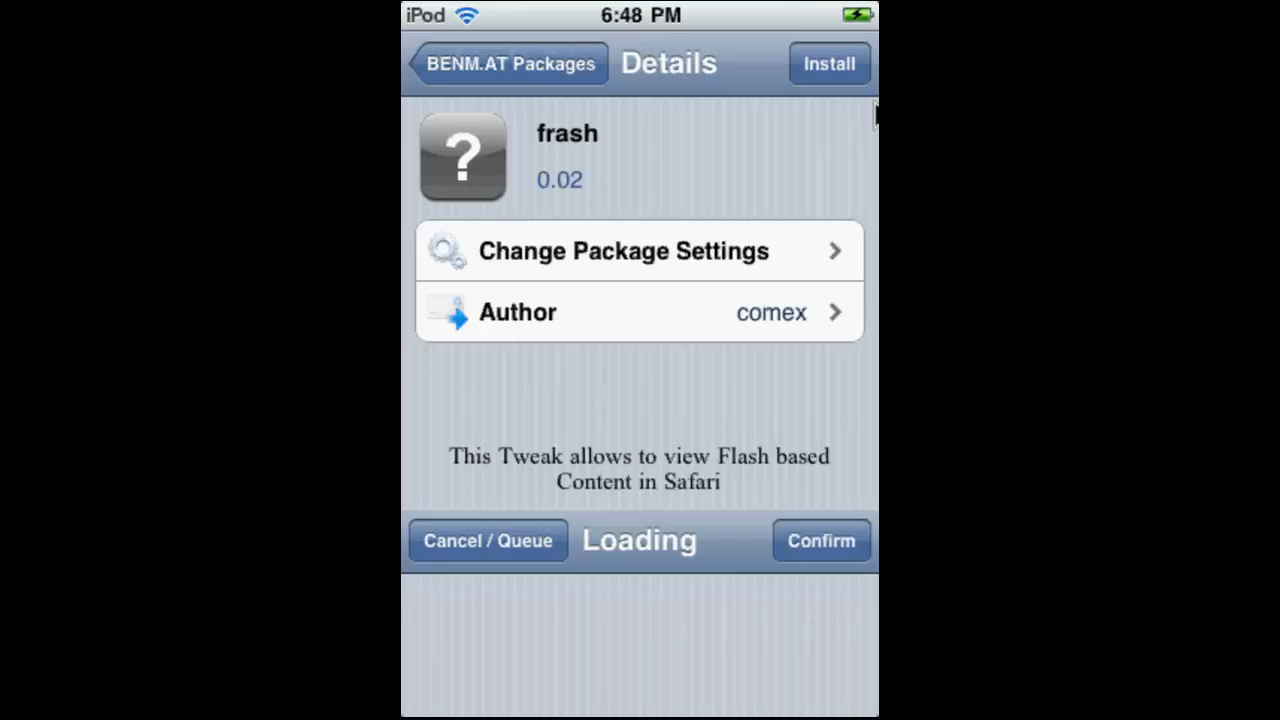 iPod 6:48 PM
BENM.AT Packages Details Install
?
frash
0.02
Change Package Settings
Author comex
This Tweak allows to view Flash based
Content in Safari
Cancel / Queue Loading Confirm